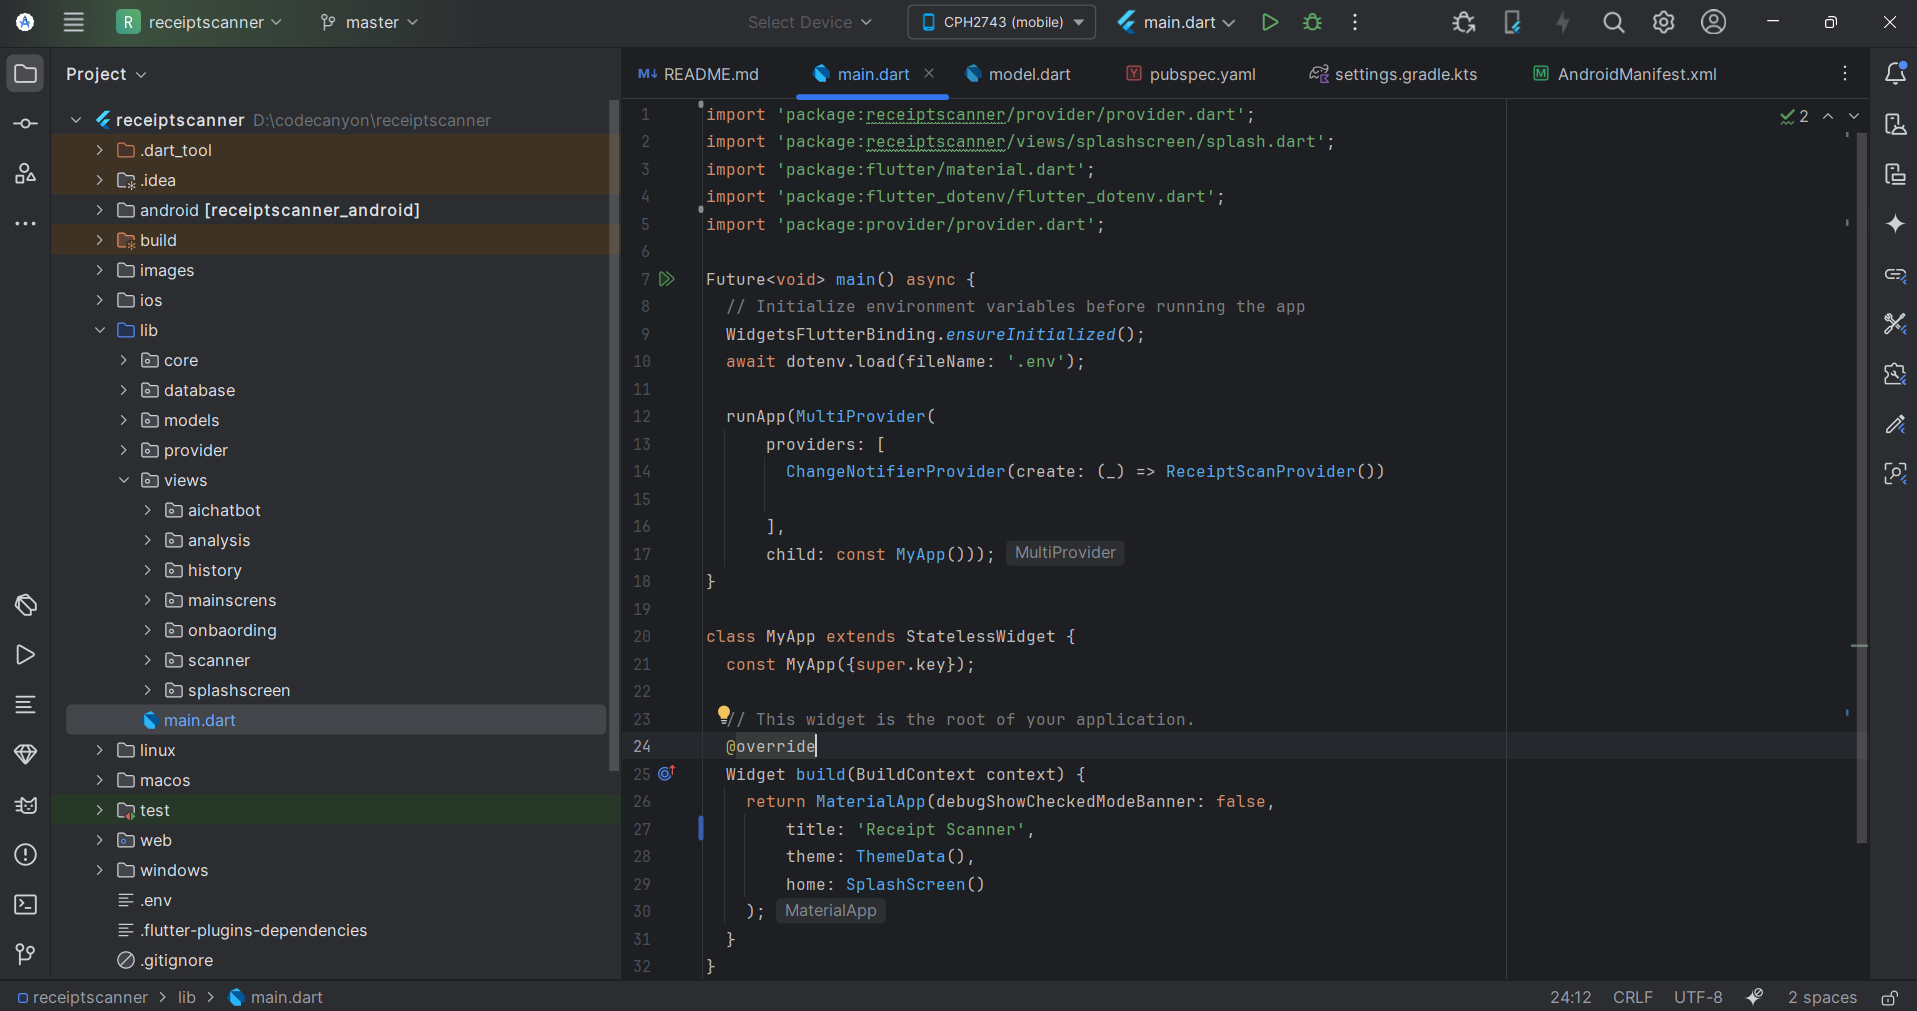 R receiptscanner
master
Select Device
CPH2743 (mobile)
main.dart
Project
receiptscanner D:\codecanyon\receiptscanner
.dart_tool
.idea
android [receiptscanner_android]
build
images
ios
lib
core
database
models
provider
views
aichatbot
analysis
history
mainscrens
onbaording
scanner
splashscreen
main.dart
linux
macos
test
web
windows
.env
.flutter-plugins-dependencies
.gitignore
M↓ README.md
main.dart
model.dart
Y pubspec.yaml
settings.gradle.kts
M AndroidManifest.xml
2
1 import 'package:receiptscanner/provider/provider.dart';
2 import 'package:receiptscanner/views/splashscreen/splash.dart';
3 import 'package:flutter/material.dart';
4 import 'package:flutter_dotenv/flutter_dotenv.dart';
5 import 'package:provider/provider.dart';
6
7 Future<void> main() async {
8 // Initialize environment variables before running the app
9 WidgetsFlutterBinding.ensureInitialized();
10 await dotenv.load(fileName: '.env');
11
12 runApp(MultiProvider(
13 providers: [
14 ChangeNotifierProvider(create: (_) => ReceiptScanProvider())
15
16 ],
17 child: const MyApp())); MultiProvider
18 }
19
20 class MyApp extends StatelessWidget {
21 const MyApp({super.key});
22
23 // This widget is the root of your application.
24 @override
25 Widget build(BuildContext context) {
26 return MaterialApp(debugShowCheckedModeBanner: false,
27 title: 'Receipt Scanner',
28 theme: ThemeData(),
29 home: SplashScreen()
30 ); MaterialApp
31 }
32 }
receiptscanner > lib > main.dart
24:12 CRLF UTF-8 2 spaces